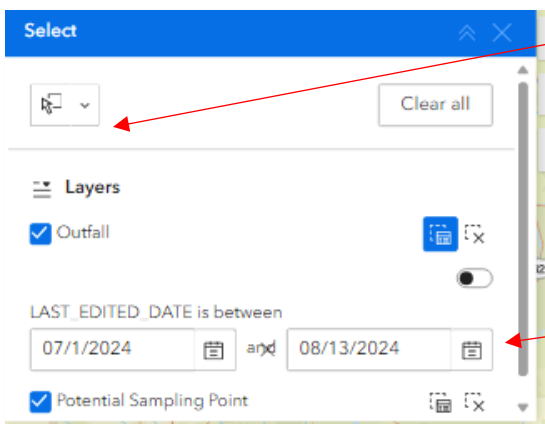 Select
Clear all
Layers
Outfall
LAST_EDITED_DATE is between
07/1/2024 and 08/13/2024
Potential Sampling Point